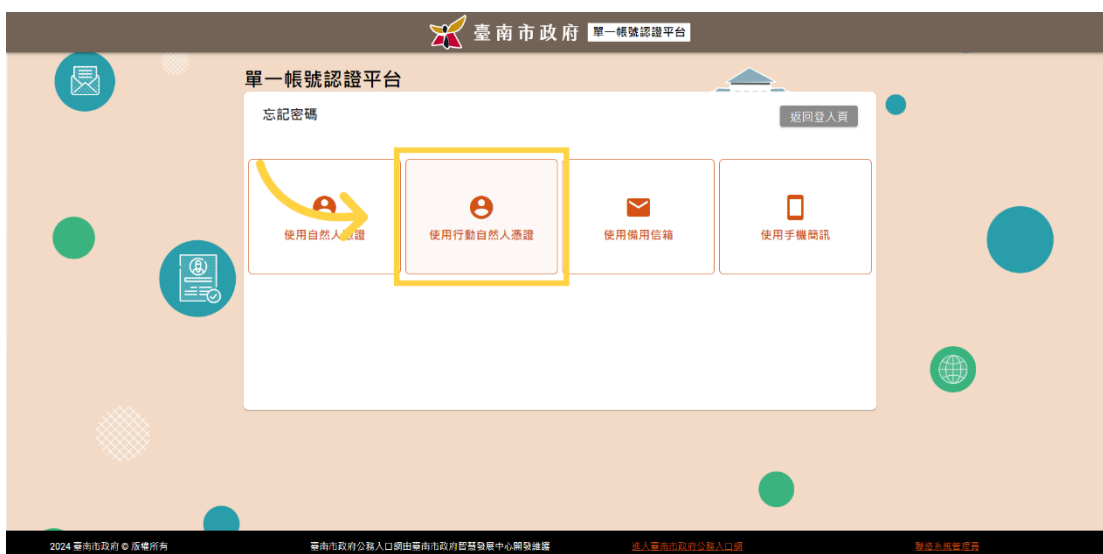 臺南市政府 單一帳號認證平台
單一帳號認證平台
忘記密碼
返回登入頁
使用自然人憑證
使用行動自然人憑證
使用備用信箱
使用手機簡訊
2024 臺南市政府 © 版權所有
臺南市政府公務入口網由臺南市政府智慧發展中心開發維護
進入臺南市政府公務入口網
聯絡系統管理員